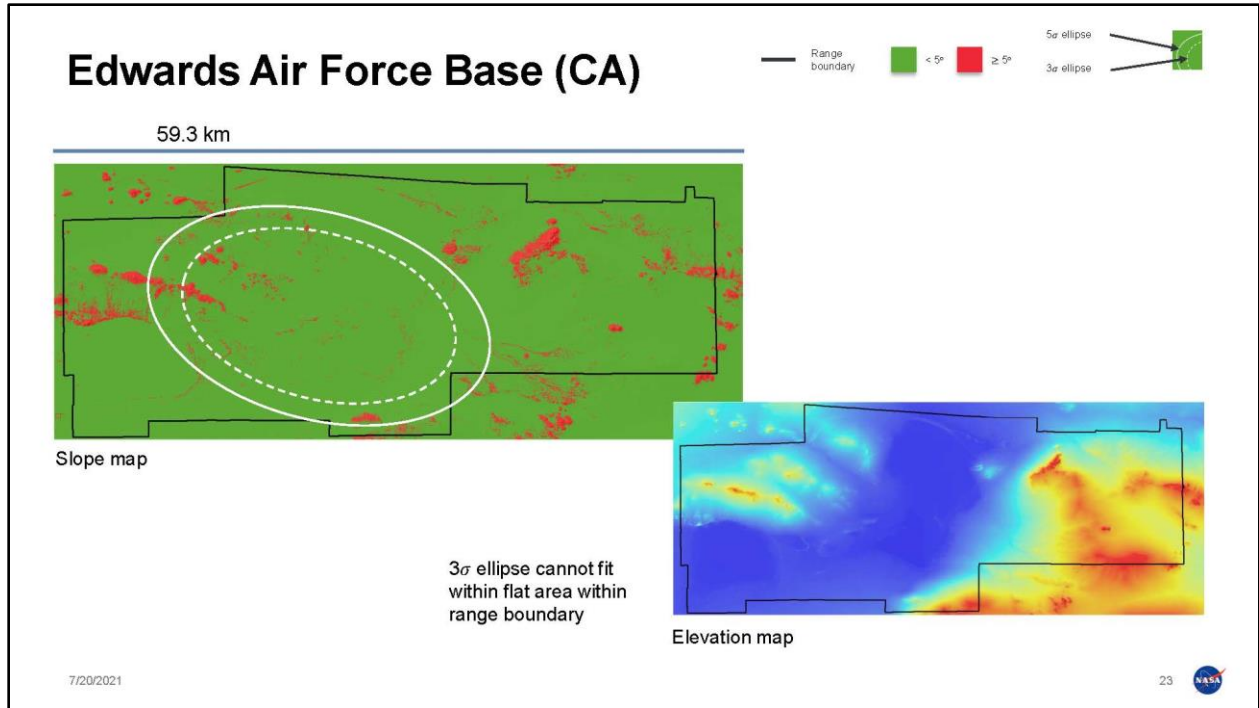 Edwards Air Force Base (CA)
Range
boundary
< 5°
≥ 5°
5σ ellipse
3σ ellipse
59.3 km
Slope map
3σ ellipse cannot fit
within flat area within
range boundary
Elevation map
7/20/2021
23
NASA